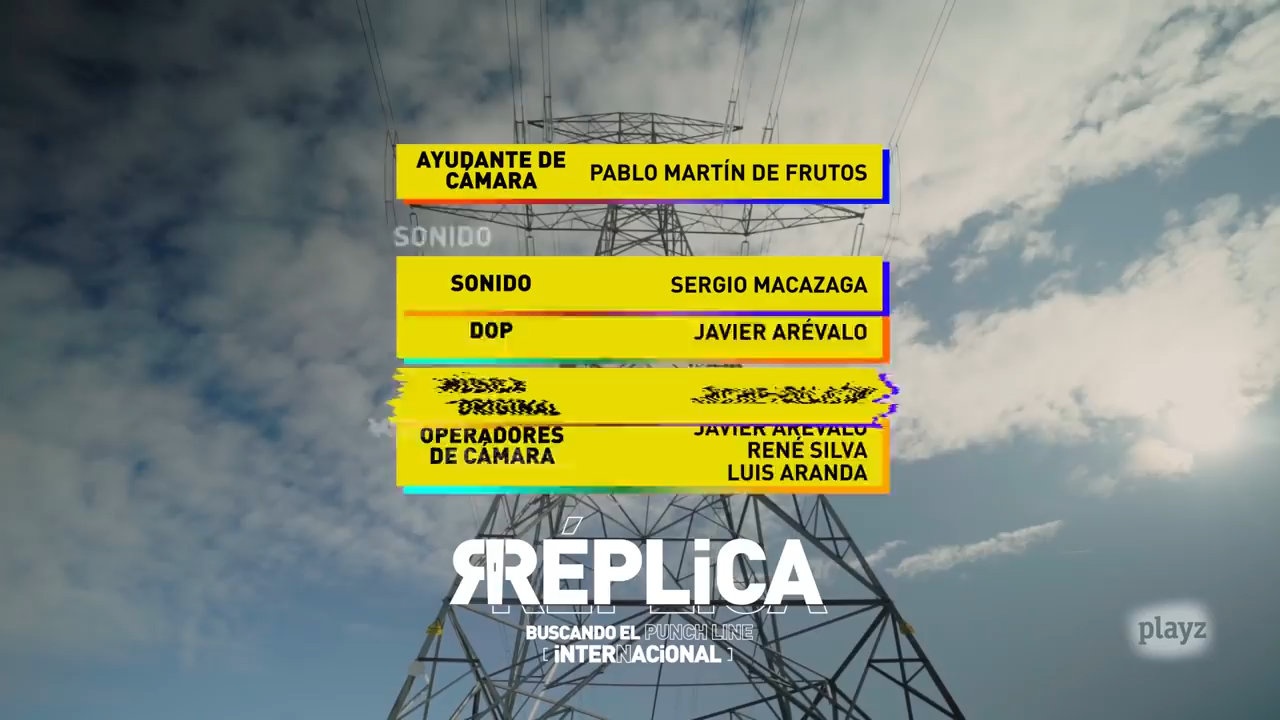 AYUDANTE DE
CÁMARA
PABLO MARTÍN DE FRUTOS
SONIDO
SONIDO
SERGIO MACAZAGA
DOP
JAVIER ARÉVALO
ORIGINAL
OPERADORES
DE CÁMARA
JAVIER ARÉVALO
RENÉ SILVA
LUIS ARANDA
RÉPLiCA
BUSCANDO EL PUNCH LINE
[ iNTERNACiONAL ]
playz